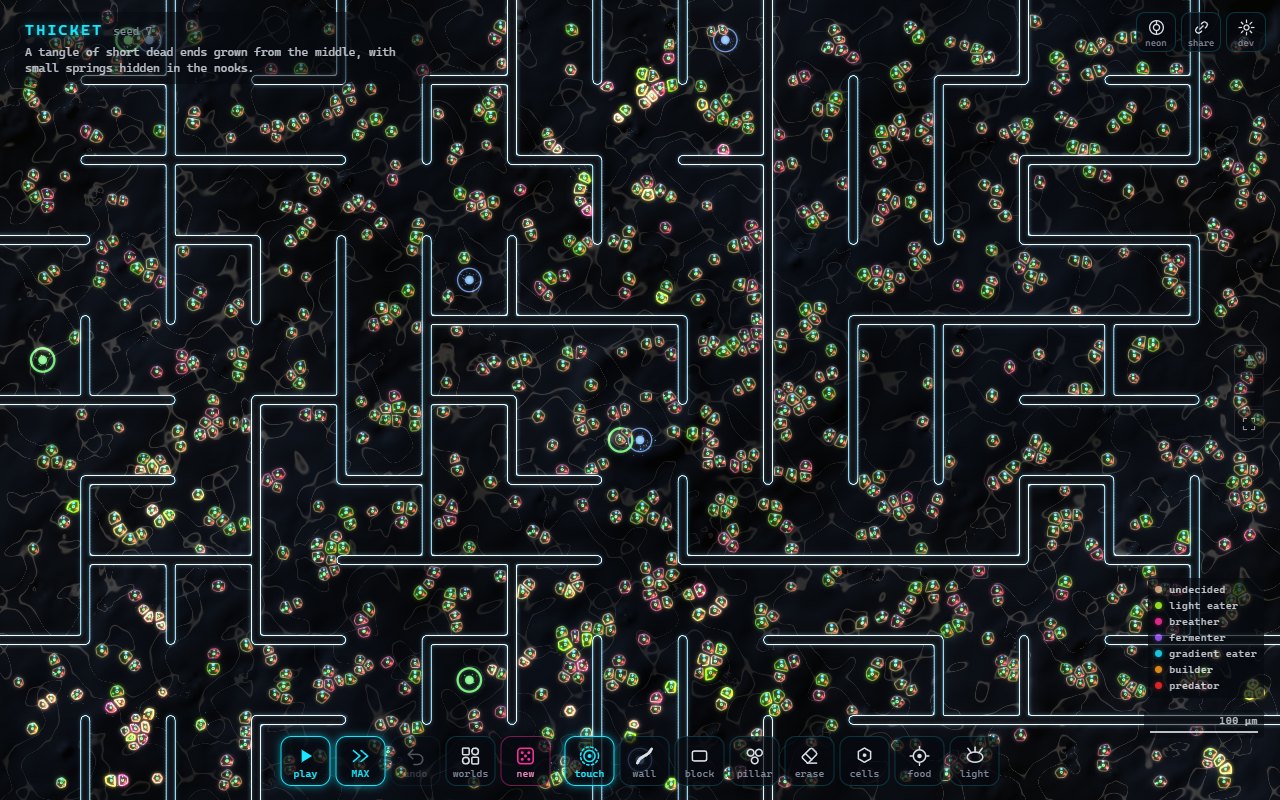 THICKET seed 7
A tangle of short dead ends grown from the middle, with
small springs hidden in the nooks.
neon share dev
undecided
light eater
breather
fermenter
gradient eater
builder
predator
100 µm
play MAX undo worlds new touch wall block pillar erase cells food light